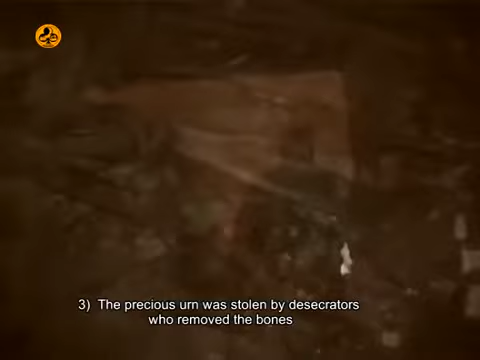 3)  The precious urn was stolen by desecrators
who removed the bones